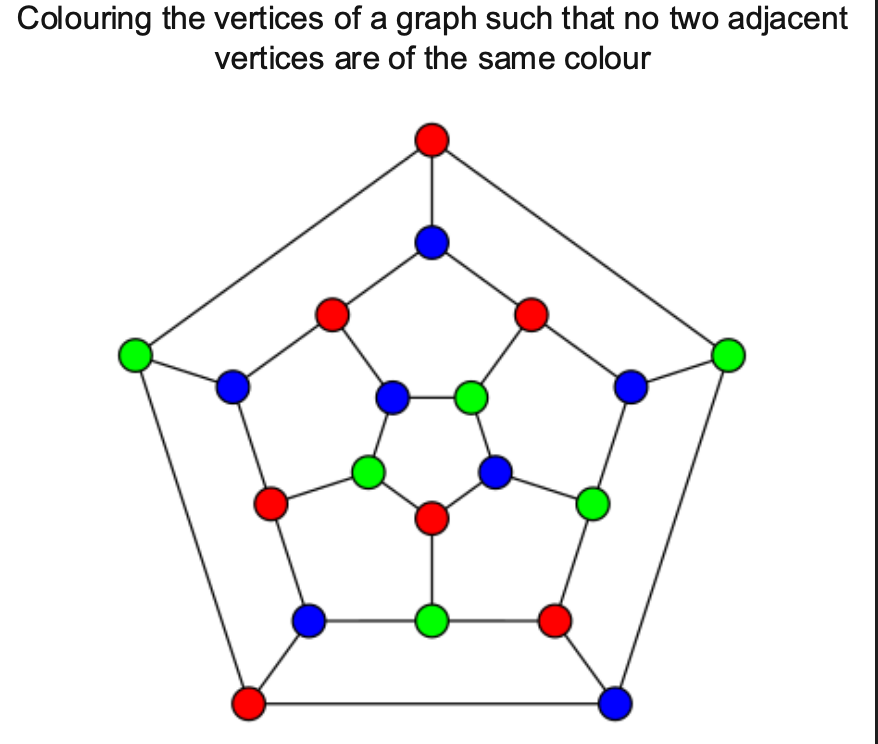 Colouring the vertices of a graph such that no two adjacent
vertices are of the same colour